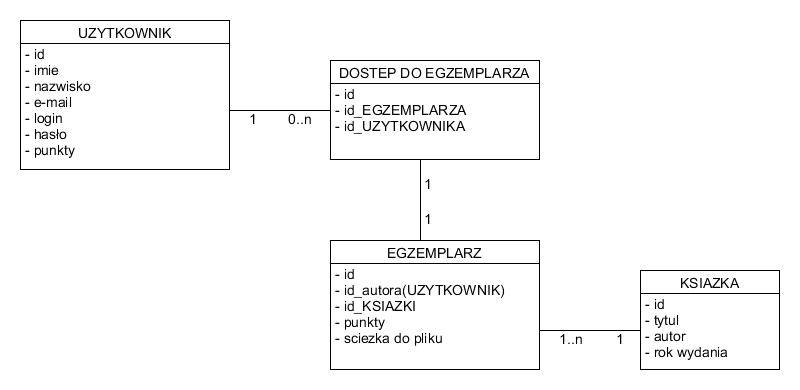 UZYTKOWNIK
- id
- imie
- nazwisko
- e-mail
- login
- hasło
- punkty
1
0..n
DOSTEP DO EGZEMPLARZA
- id
- id_EGZEMPLARZA
- id_UZYTKOWNIKA
1
1
EGZEMPLARZ
- id
- id_autora(UZYTKOWNIK)
- id_KSIAZKI
- punkty
- sciezka do pliku
1..n
1
KSIAZKA
- id
- tytul
- autor
- rok wydania